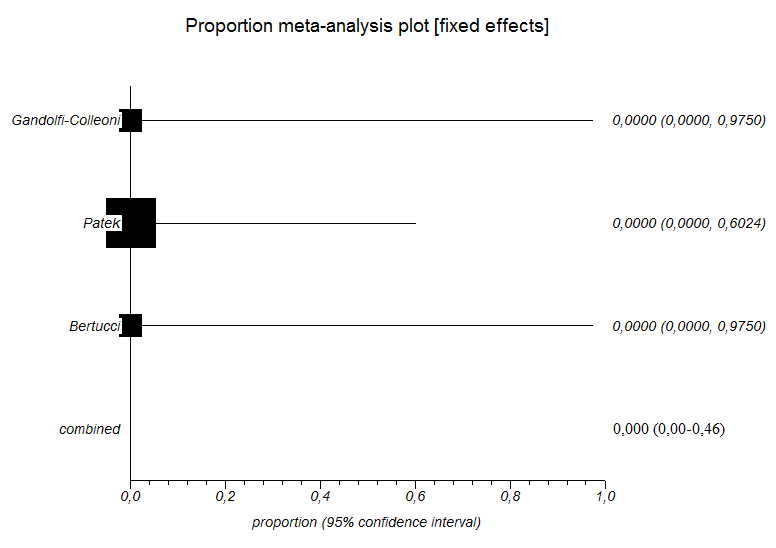 Proportion meta-analysis plot [fixed effects]
Gandolfi-Colleoni 0,0000 (0,0000, 0,9750)
Patek 0,0000 (0,0000, 0,6024)
Bertucci 0,0000 (0,0000, 0,9750)
combined 0,000 (0,00-0,46)
0,0 0,2 0,4 0,6 0,8 1,0
proportion (95% confidence interval)